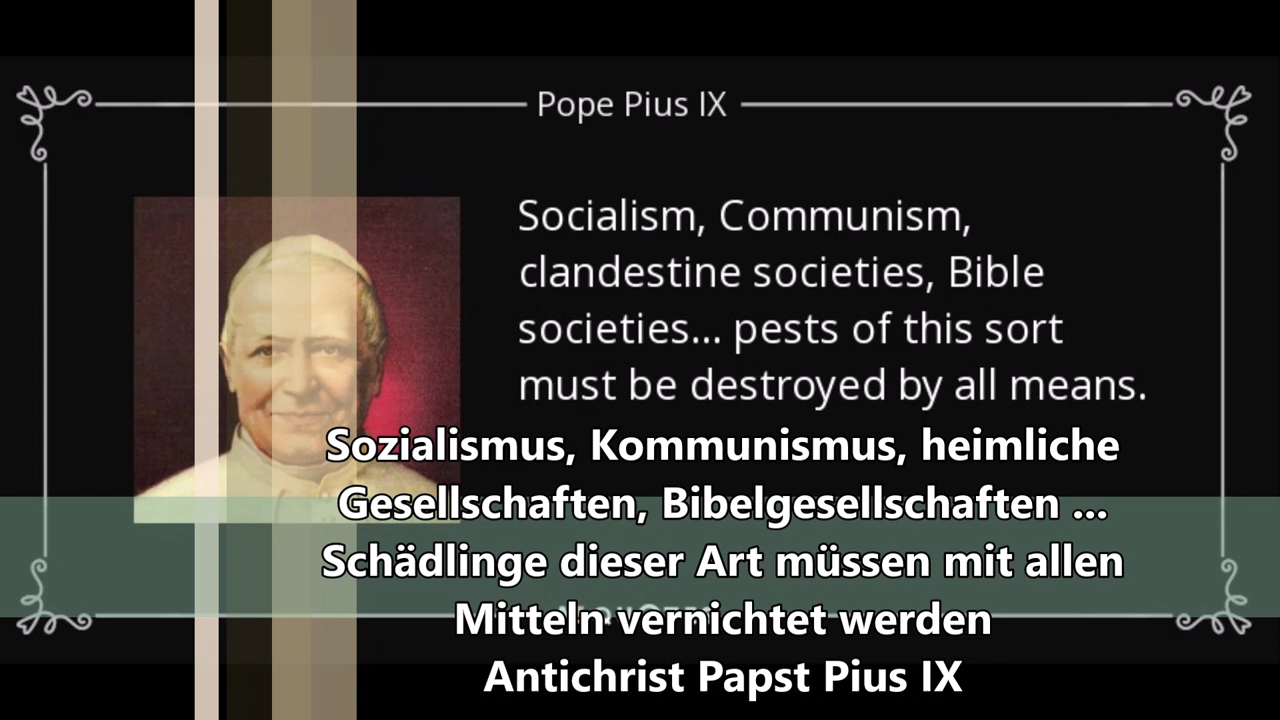 Pope Pius IX
Socialism, Communism,
clandestine societies, Bible
societies... pests of this sort
must be destroyed by all means.
Sozialismus, Kommunismus, heimliche
Gesellschaften, Bibelgesellschaften ...
Schädlinge dieser Art müssen mit allen
Mitteln vernichtet werden
Antichrist Papst Pius IX